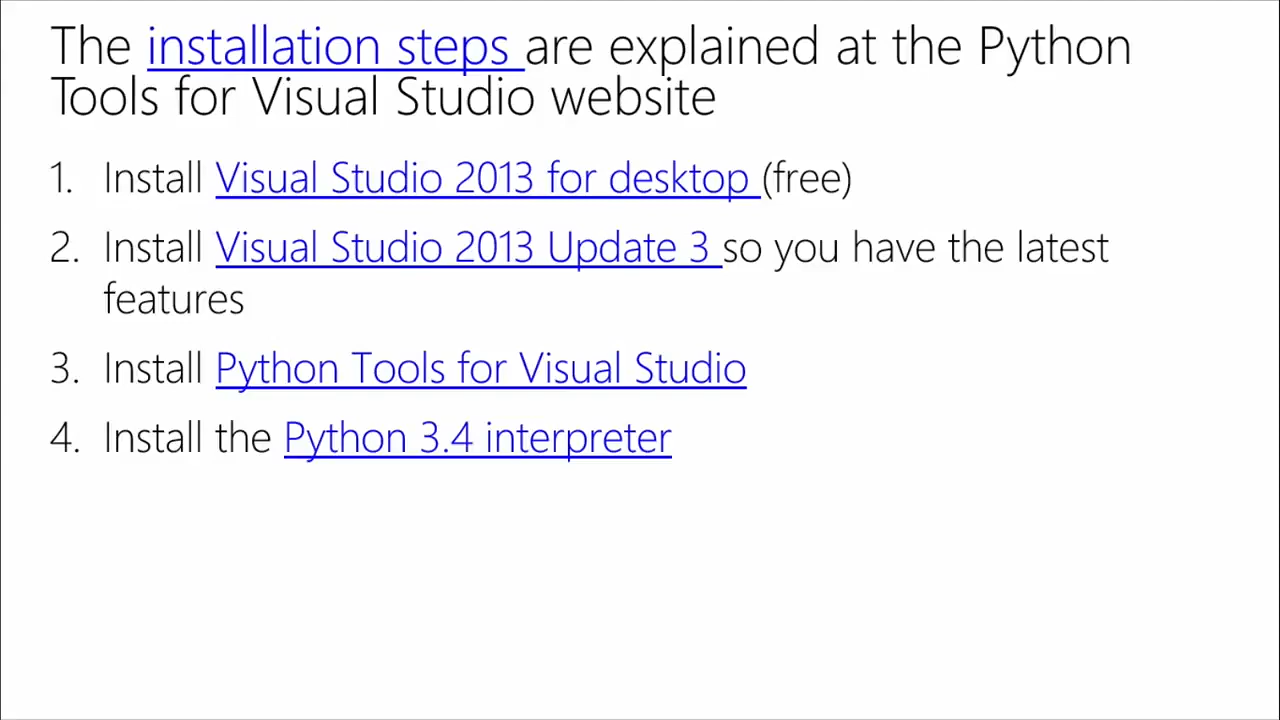 The installation steps are explained at the Python
Tools for Visual Studio website
1. Install Visual Studio 2013 for desktop (free)
2. Install Visual Studio 2013 Update 3 so you have the latest
features
3. Install Python Tools for Visual Studio
4. Install the Python 3.4 interpreter